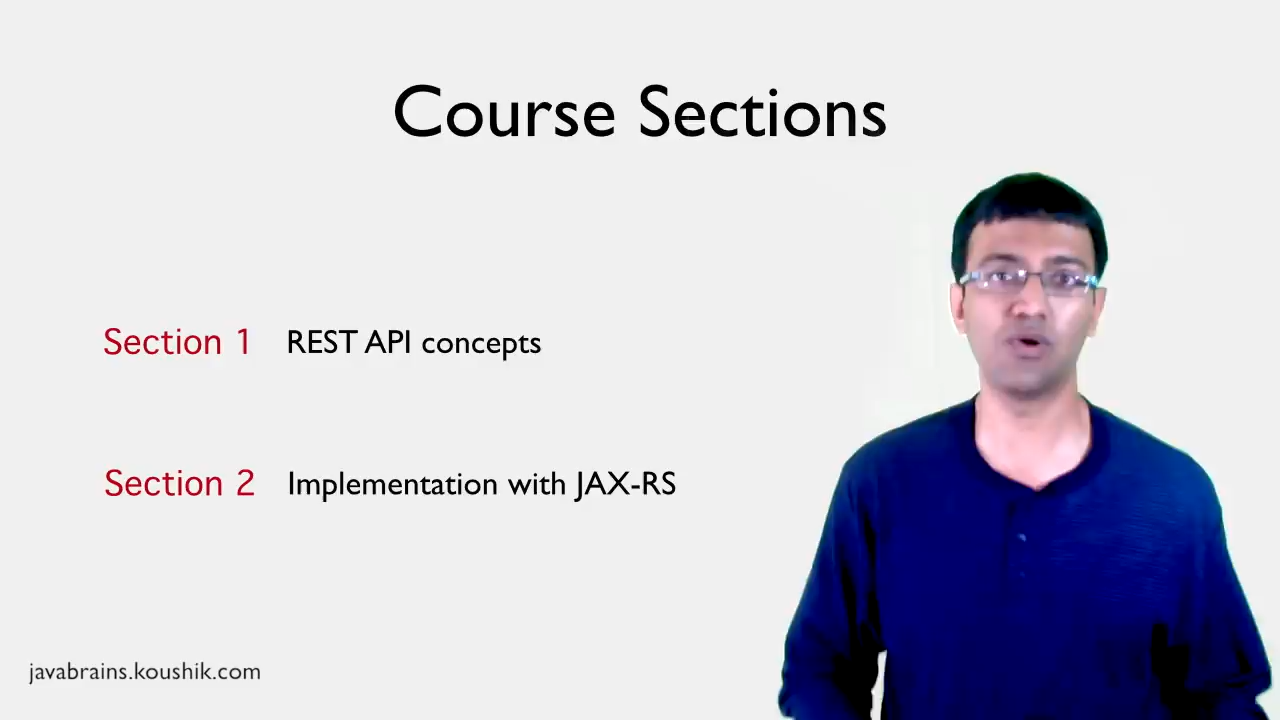 Course Sections
Section 1 REST API concepts
Section 2 Implementation with JAX-RS
javabrains.koushik.com